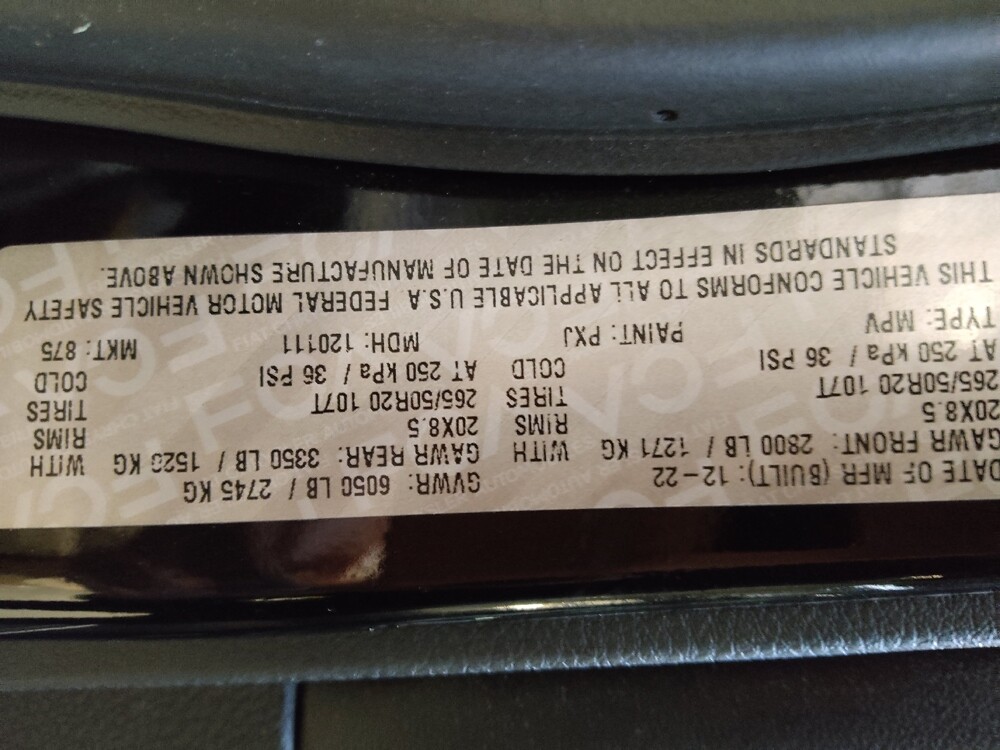 DATE OF MFR (BUILT): 12-22 GVWR: 6050 LB / 2745 KG
GAWR FRONT: 2800 LB / 1271 KG WITH GAWR REAR: 3350 LB / 1520 KG WITH
20X8.5 RIMS 20X8.5 RIMS
265/50R20 107T TIRES 265/50R20 107T TIRES
AT 250 kPa / 36 PSI COLD AT 250 kPa / 36 PSI COLD
TYPE: MPV PAINT: PXJ MDH: 120111 MKT: 875
THIS VEHICLE CONFORMS TO ALL APPLICABLE U.S.A. FEDERAL MOTOR VEHICLE SAFETY
STANDARDS IN EFFECT ON THE DATE OF MANUFACTURE SHOWN ABOVE.